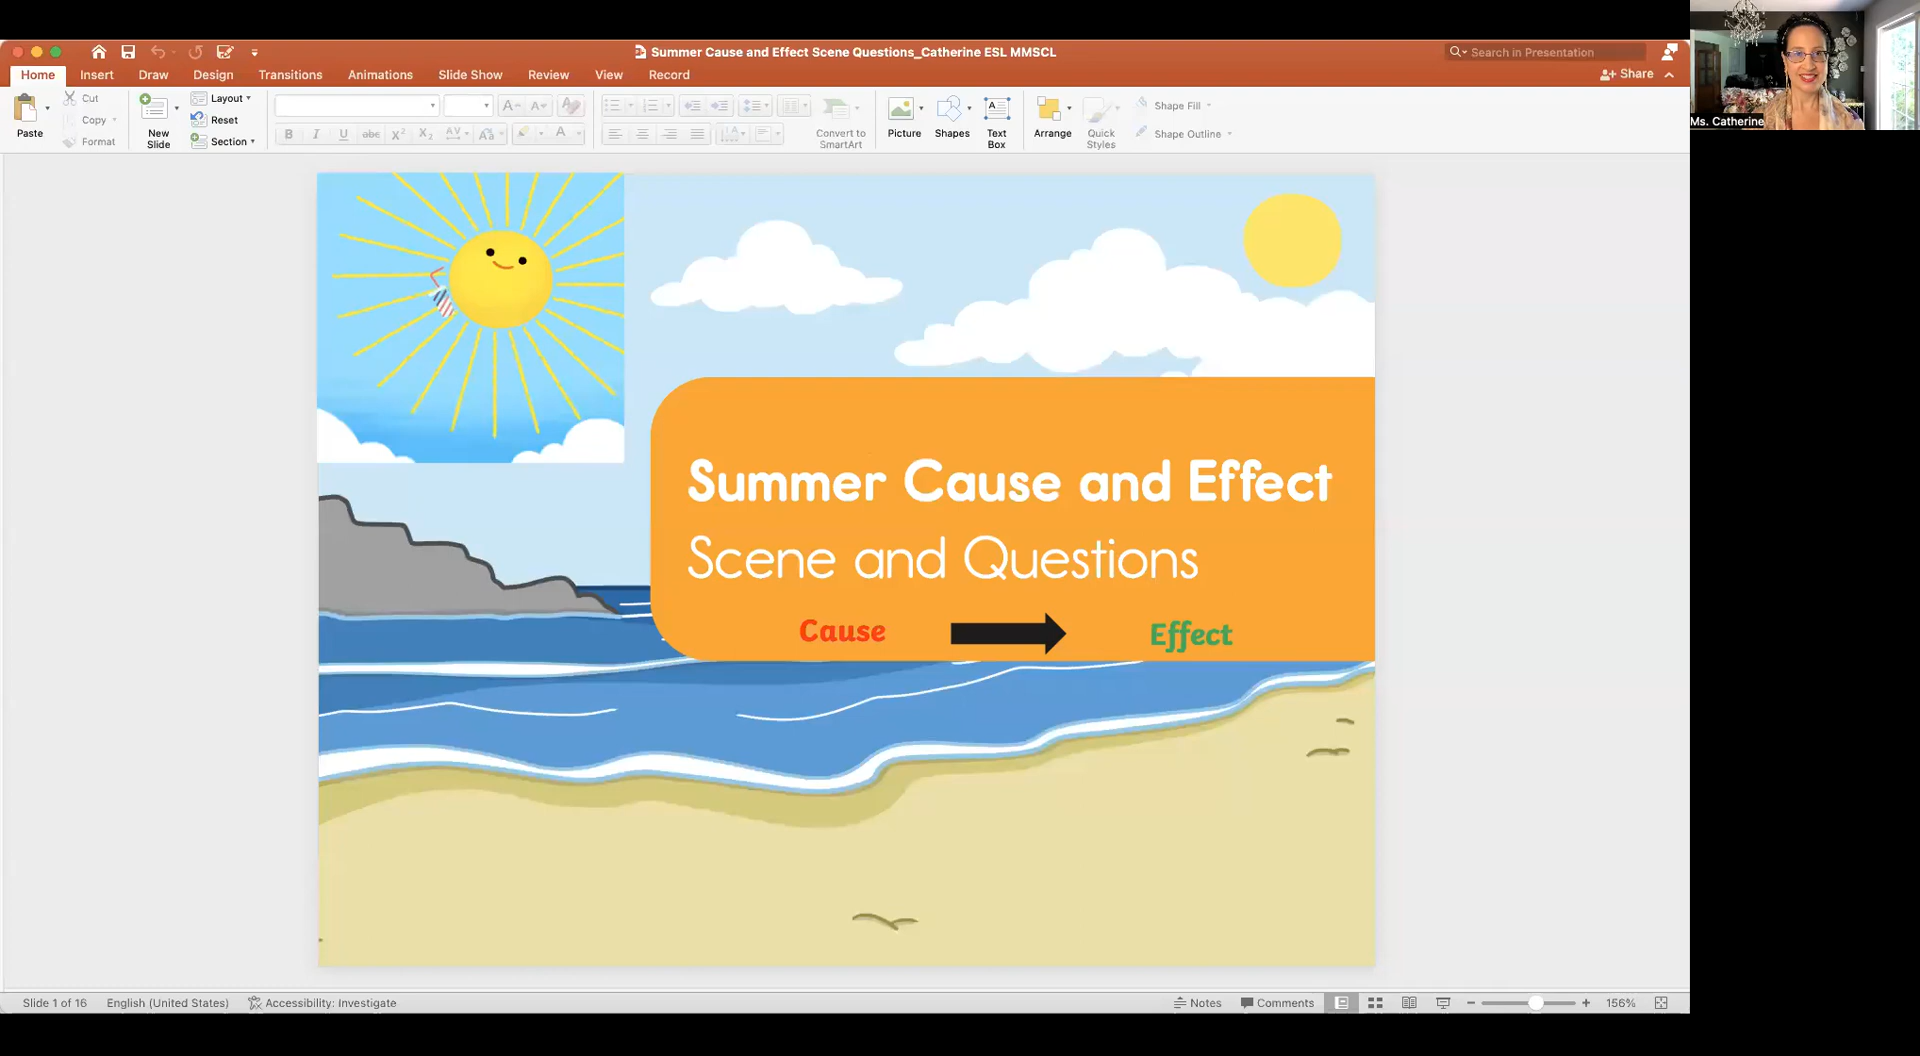 Summer Cause and Effect Scene Questions_Catherine ESL MMSCL
Search in Presentation
Home Insert Draw Design Transitions Animations Slide Show Review View Record
Share
Paste
Cut
Copy
Format
New
Slide
Layout
Reset
Section
Convert to
SmartArt
Picture
Shapes
Text
Box
Arrange
Quick
Styles
Shape Fill
Shape Outline
Ms. Catherine
Summer Cause and Effect
Scene and Questions
Cause Effect
Slide 1 of 16 English (United States) Accessibility: Investigate Notes Comments 156%